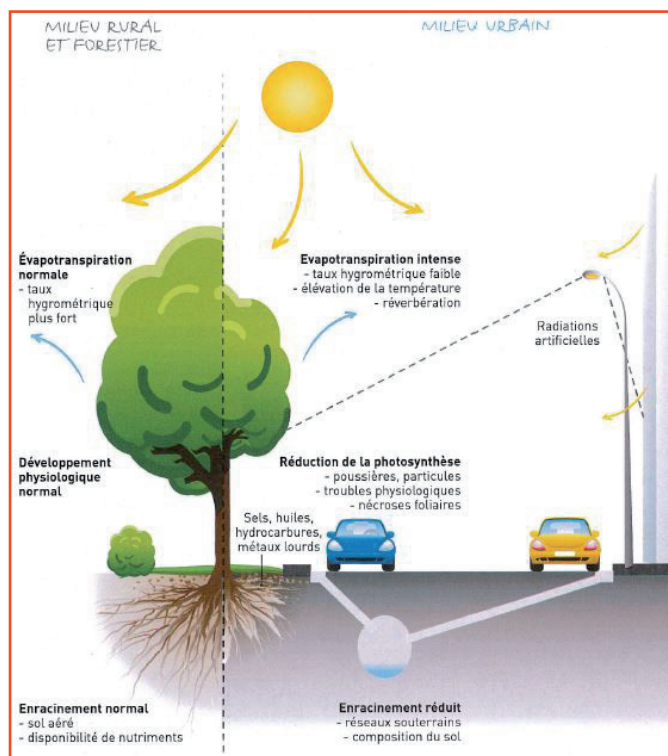 MILIEU RURAL
ET FORESTIER
MILIEU URBAIN
Évapotranspiration
normale
- taux
hygrométrique
plus fort
Evapotranspiration intense
- taux hygrométrique faible
- élévation de la température
- réverbération
Radiations
artificielles
Développement
physiologique
normal
Réduction de la photosynthèse
- poussières, particules
- troubles physiologiques
- nécroses foliaires
Sels, huiles,
hydrocarbures,
métaux lourds
Enracinement normal
- sol aéré
- disponibilité de nutriments
Enracinement réduit
- réseaux souterrains
- composition du sol